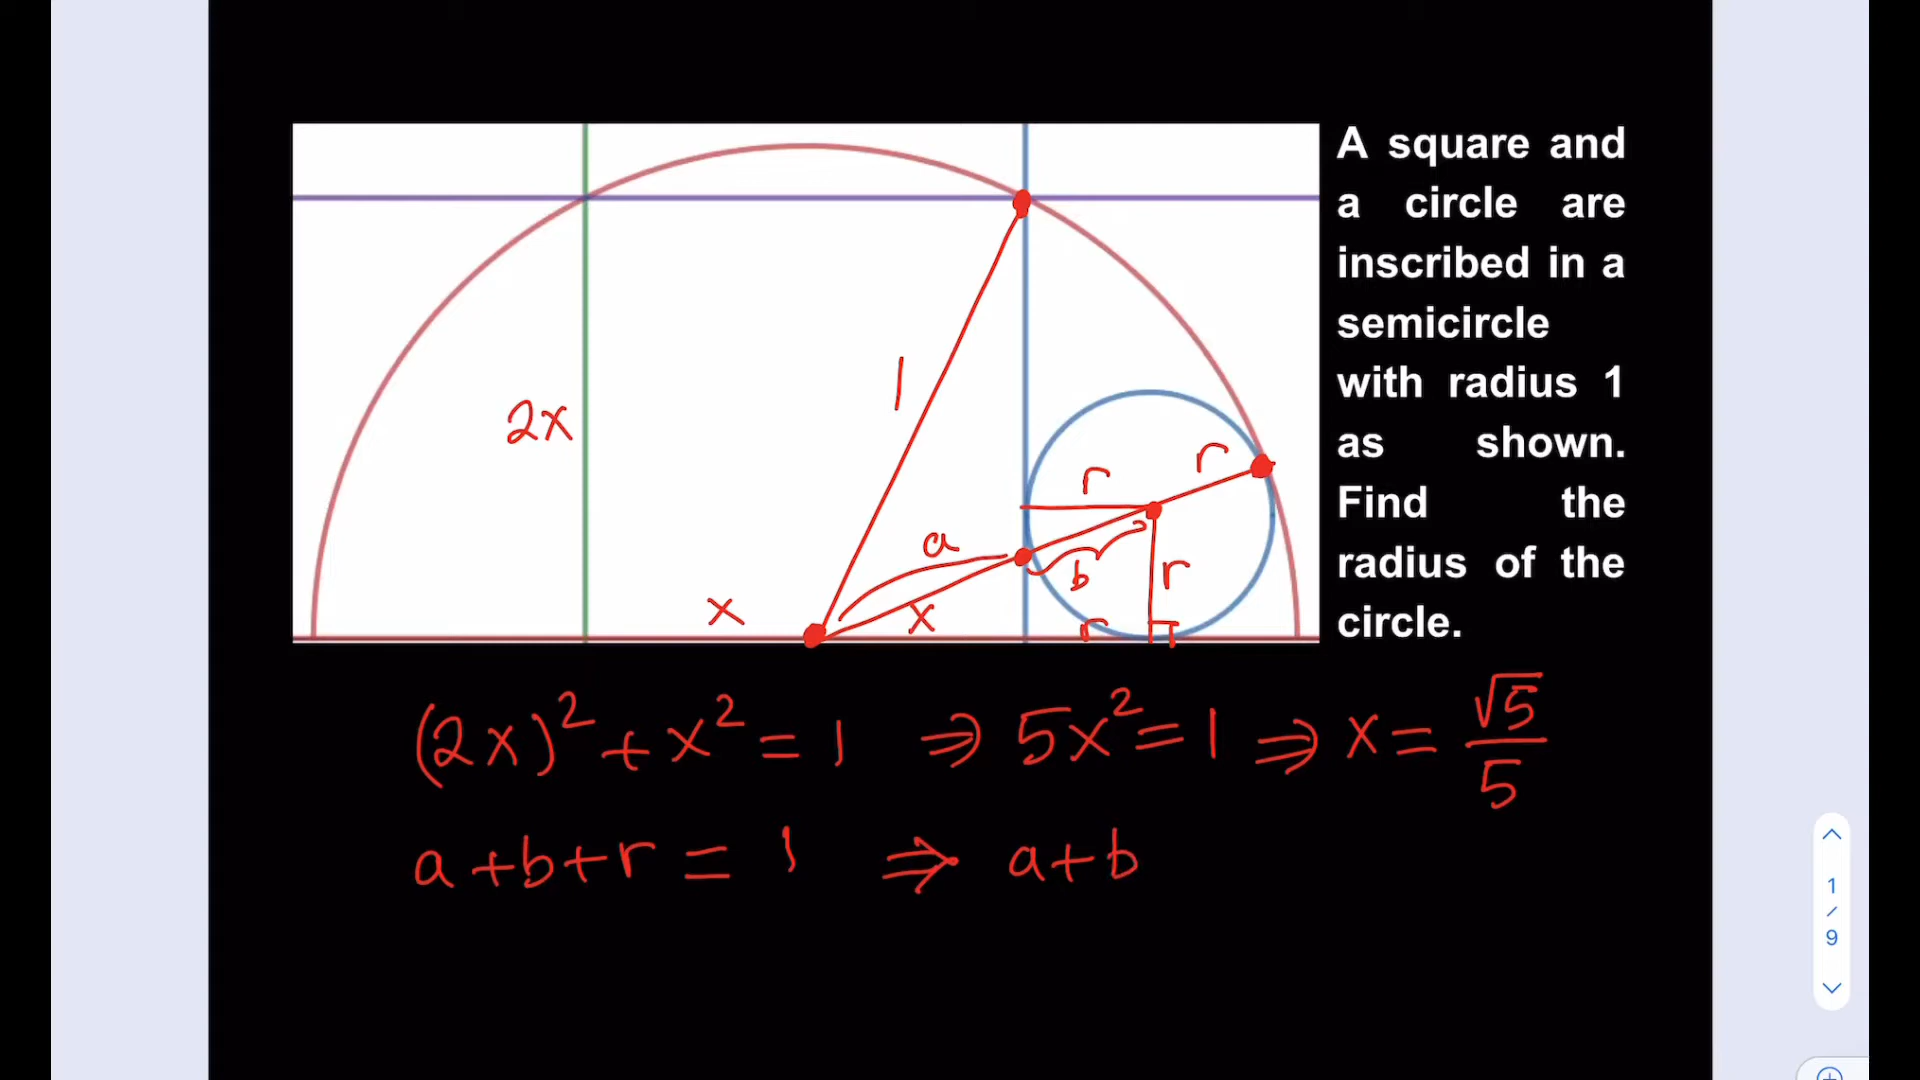 A square and
a circle are
inscribed in a
semicircle
with radius 1
as shown.
Find the
radius of the
circle.
1
2x
r
r
a
b
r
x
x
r
(2x)² + x² = 1 ⇒ 5x² = 1 ⇒ x = √5/5
a + b + r = 1 ⇒ a + b
1
/
9